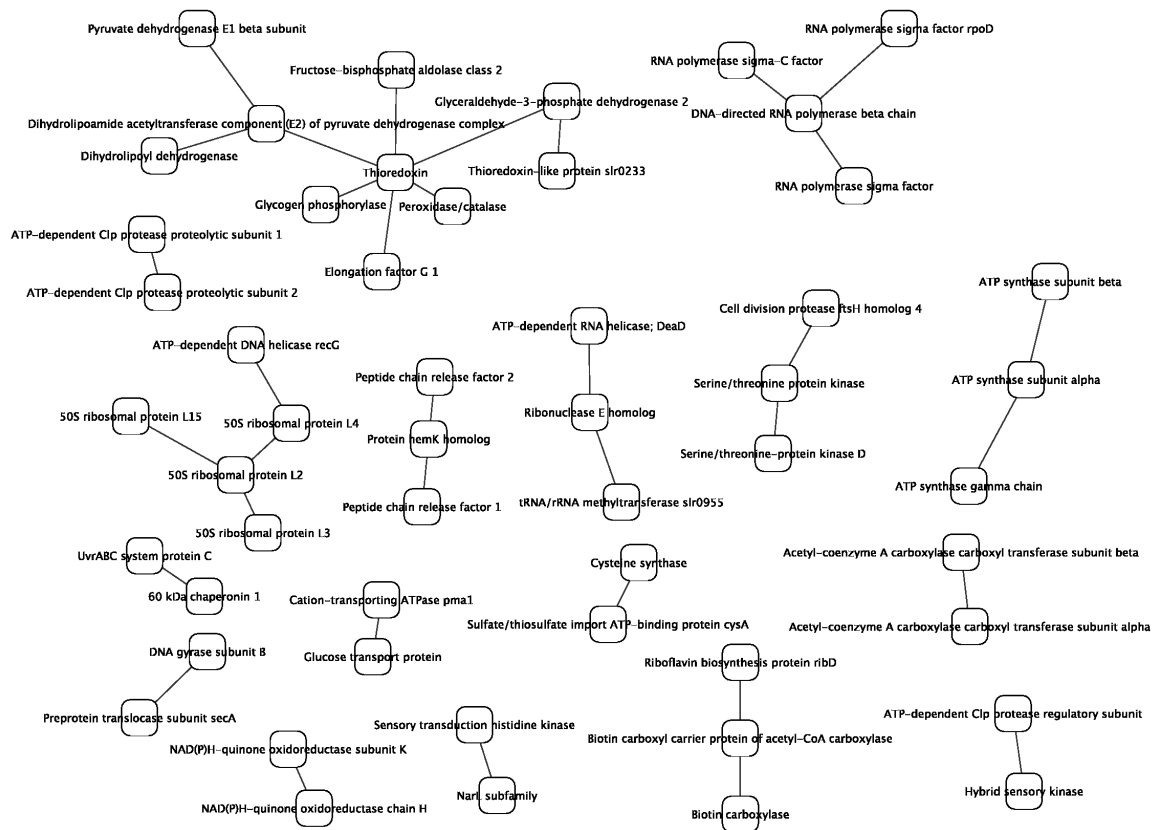 Pyruvate dehydrogenase E1 beta subunit
RNA polymerase sigma factor rpoD
RNA polymerase sigma-C factor
Fructose-bisphosphate aldolase class 2
Glyceraldehyde-3-phosphate dehydrogenase 2
DNA-directed RNA polymerase beta chain
Dihydrolipoamide acetyltransferase component (E2) of pyruvate dehydrogenase complex
Dihydrolipoyl dehydrogenase
Thioredoxin
Thioredoxin-like protein slr0233
RNA polymerase sigma factor
Glycogen phosphorylase
Peroxidase/catalase
ATP-dependent Clp protease proteolytic subunit 1
Elongation factor G 1
ATP synthase subunit beta
ATP-dependent Clp protease proteolytic subunit 2
Cell division protease ftsH homolog 4
ATP-dependent RNA helicase; DeaD
ATP-dependent DNA helicase recG
Peptide chain release factor 2
Serine/threonine protein kinase
ATP synthase subunit alpha
50S ribosomal protein L15
50S ribosomal protein L4
Ribonuclease E homolog
Protein hemK homolog
Serine/threonine-protein kinase D
50S ribosomal protein L2
ATP synthase gamma chain
Peptide chain release factor 1
tRNA/rRNA methyltransferase slr0955
50S ribosomal protein L3
UvrABC system protein C
Acetyl-coenzyme A carboxylase carboxyl transferase subunit beta
Cysteine synthase
60 kDa chaperonin 1
Cation-transporting ATPase pma1
Sulfate/thiosulfate import ATP-binding protein cysA
Acetyl-coenzyme A carboxylase carboxyl transferase subunit alpha
DNA gyrase subunit B
Glucose transport protein
Riboflavin biosynthesis protein ribD
Preprotein translocase subunit secA
ATP-dependent Clp protease regulatory subunit
Sensory transduction histidine kinase
Biotin carboxyl carrier protein of acetyl-CoA carboxylase
NAD(P)H-quinone oxidoreductase subunit K
Hybrid sensory kinase
NarL subfamily
NAD(P)H-quinone oxidoreductase chain H
Biotin carboxylase